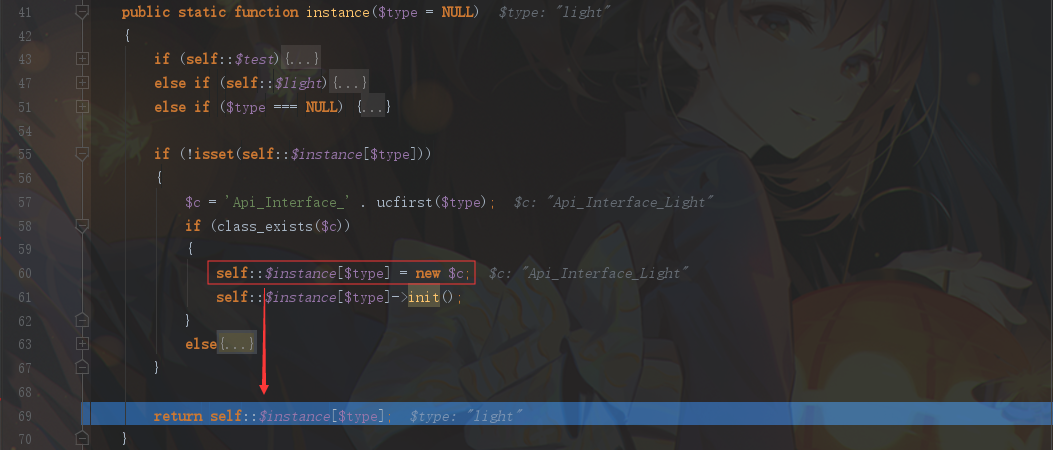 41 public static function instance($type = NULL) $type: "light"
42 {
43 if (self::$test){...}
47 else if (self::$light){...}
51 else if ($type === NULL) {...}
54
55 if (!isset(self::$instance[$type]))
56 {
57 $c = 'Api_Interface_' . ucfirst($type); $c: "Api_Interface_Light"
58 if (class_exists($c))
59 {
60 self::$instance[$type] = new $c; $c: "Api_Interface_Light"
61 self::$instance[$type]->init();
62 }
63 else{...}
67 }
68
69 return self::$instance[$type]; $type: "light"
70 }